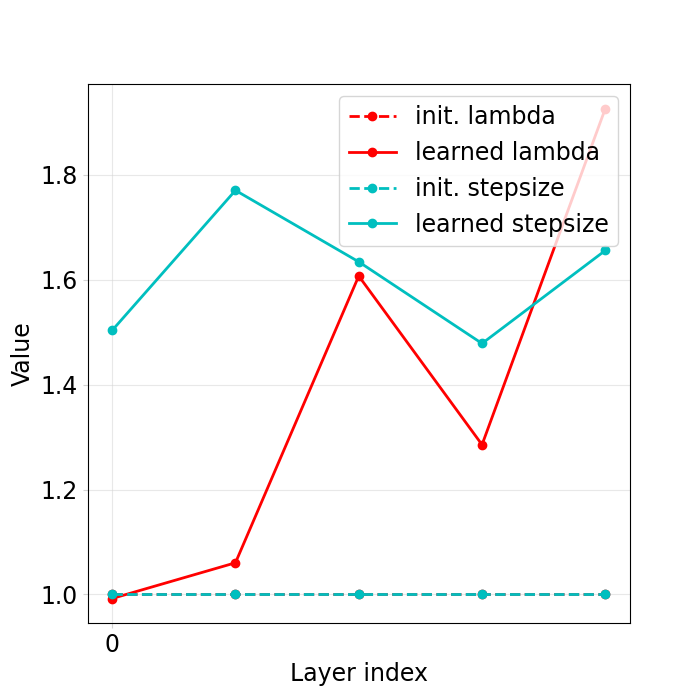 init. lambda
learned lambda
init. stepsize
learned stepsize
1.8
1.6
1.4
1.2
1.0
Value
0
Layer index